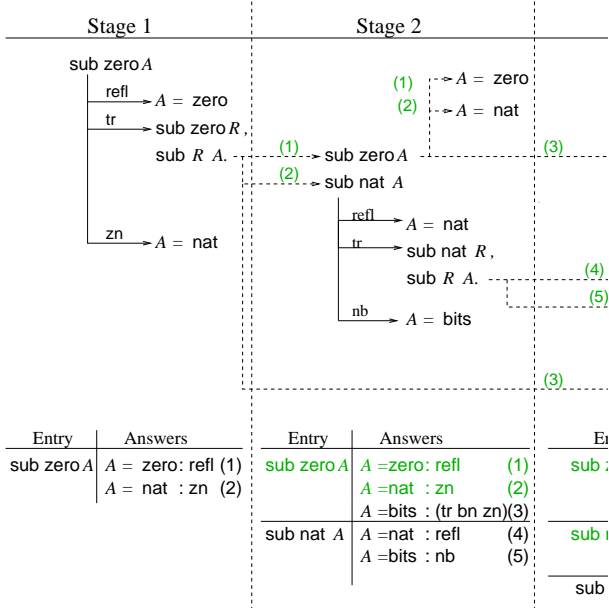 Stage 1
sub zero A
refl
A = zero
tr
sub zero R ,
sub R A.
zn
A = nat
Stage 2
(1)
A = zero
(2)
A = nat
(1)
sub zero A
(3)
(2)
sub nat A
refl
A = nat
tr
sub nat R ,
sub R A.
(4)
(5)
nb
A = bits
(3)
Entry Answers
sub zero A A = zero: refl (1)
A = nat : zn (2)
Entry Answers
sub zero A A =zero: refl (1)
A =nat : zn (2)
A =bits : (tr bn zn)(3)
sub nat A A =nat : refl (4)
A =bits : nb (5)
sub